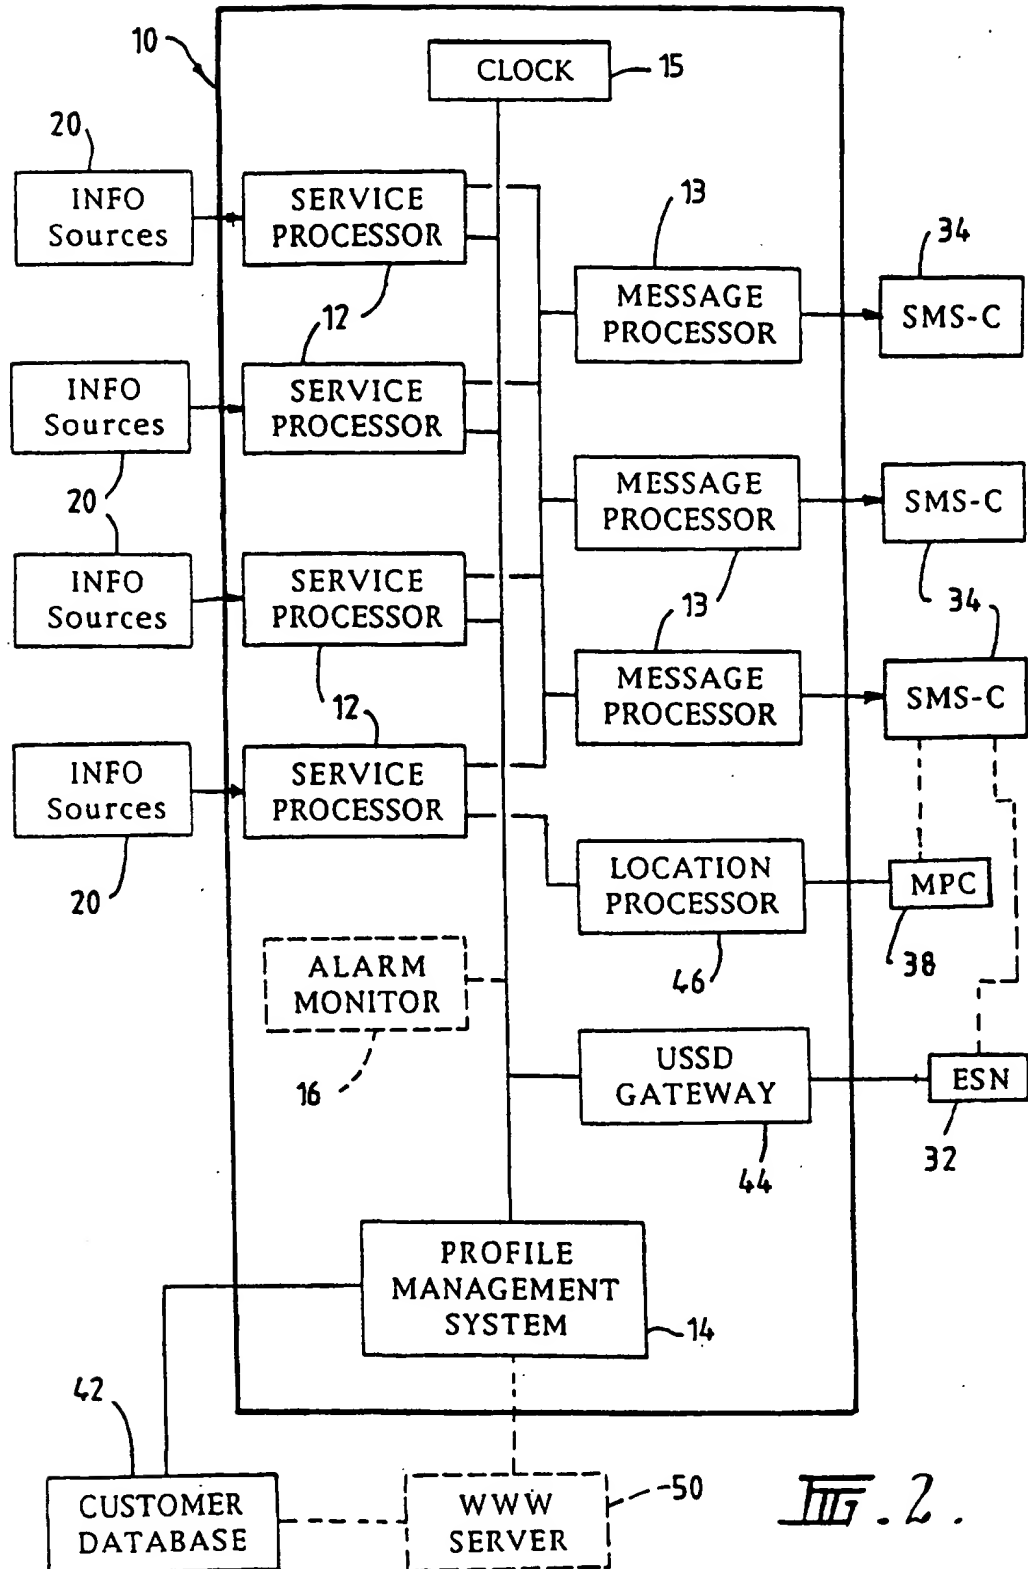 10
CLOCK
15
20
INFO
Sources
SERVICE
PROCESSOR
13
34
MESSAGE
PROCESSOR
SMS-C
12
INFO
Sources
SERVICE
PROCESSOR
20
MESSAGE
PROCESSOR
SMS-C
INFO
Sources
SERVICE
PROCESSOR
13
34
MESSAGE
PROCESSOR
SMS-C
12
INFO
Sources
SERVICE
PROCESSOR
20
LOCATION
PROCESSOR
MPC
38
46
ALARM
MONITOR
16
USSD
GATEWAY
ESN
32
44
PROFILE
MANAGEMENT
SYSTEM
14
42
CUSTOMER
DATABASE
WWW
SERVER
50
FIG. 2.